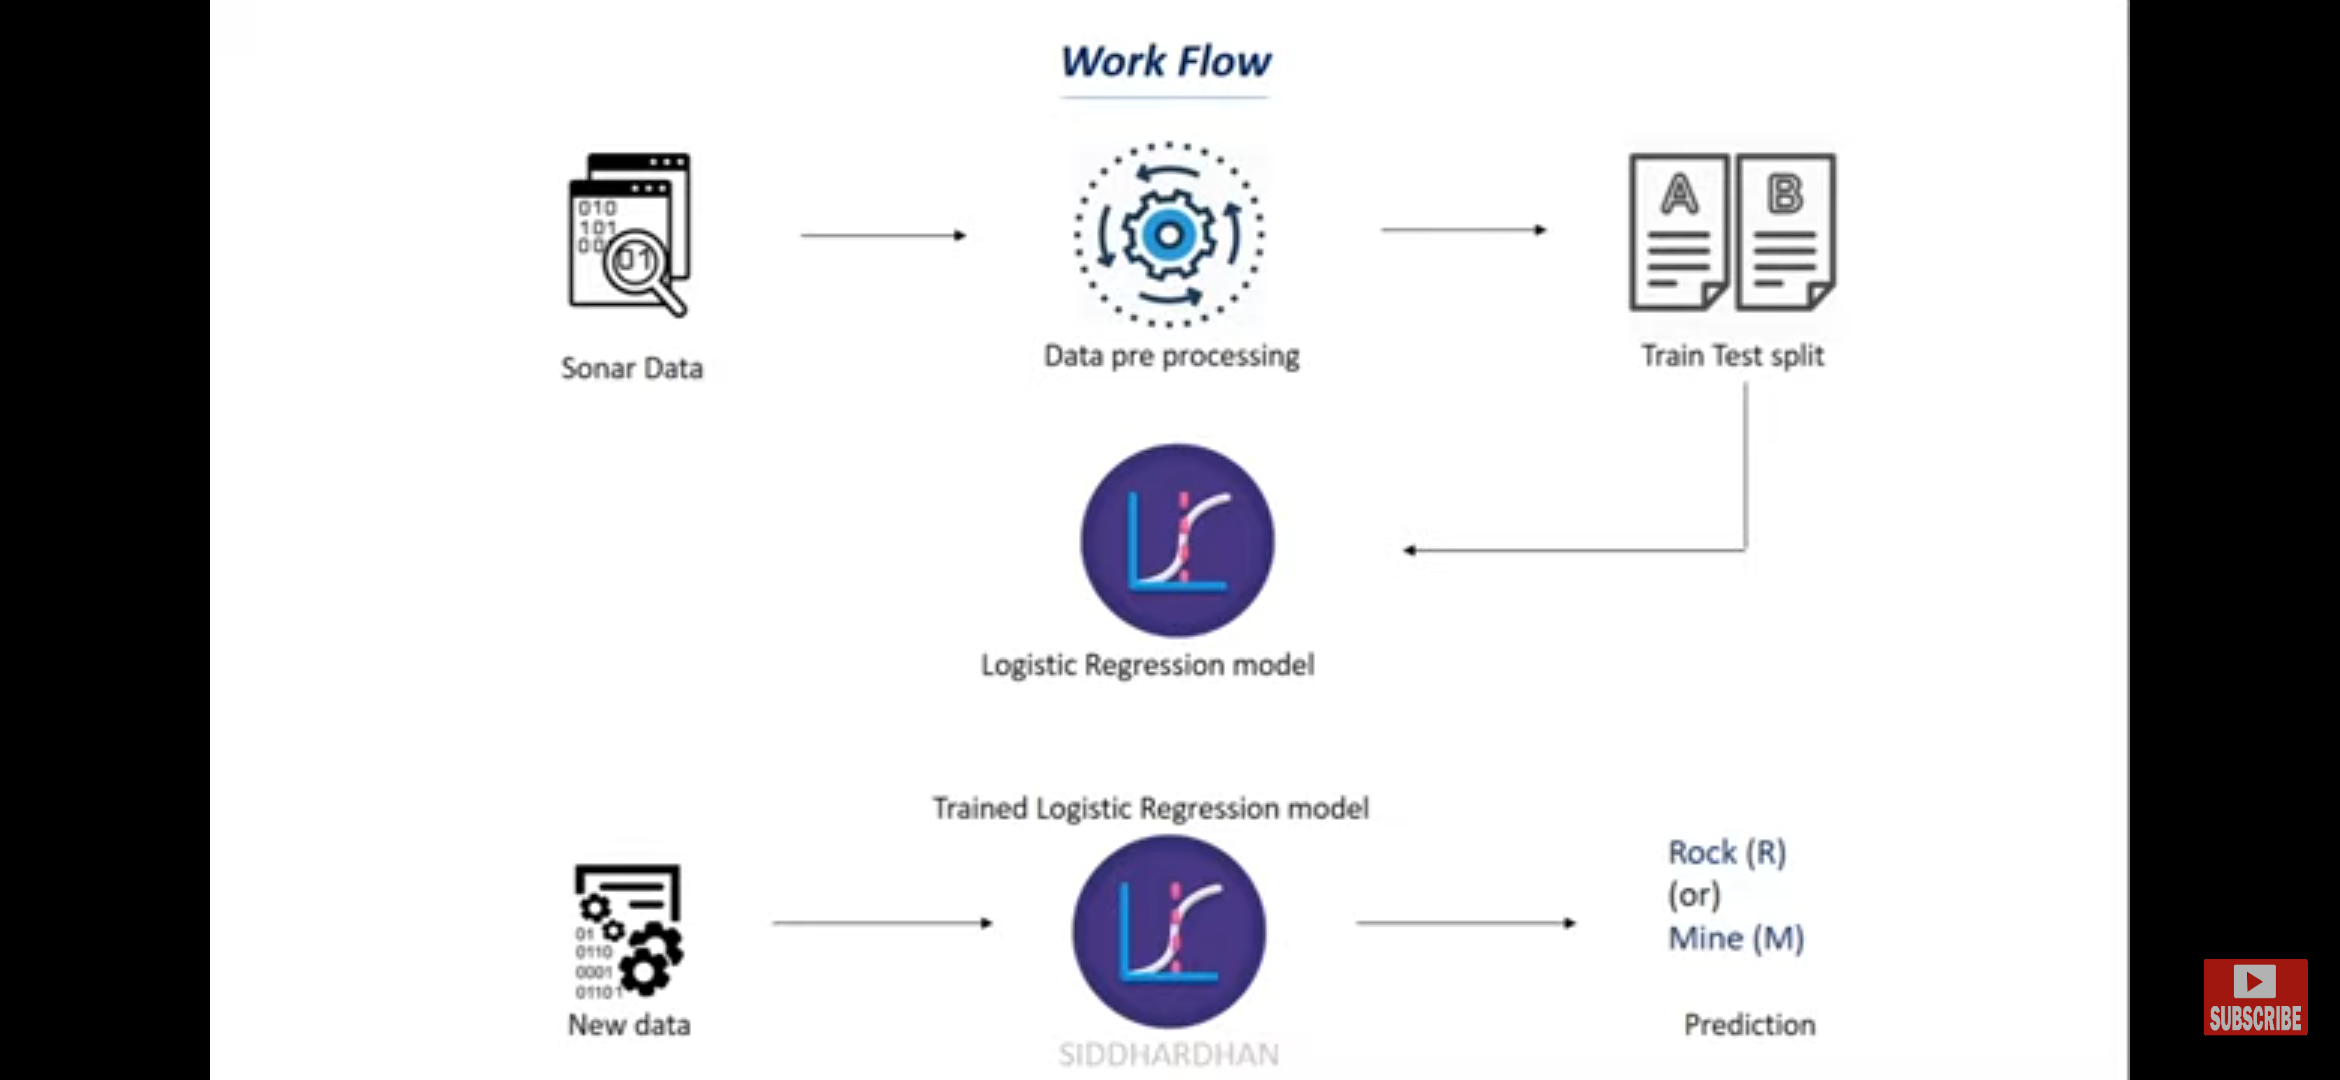 Work Flow
010
101
00
01
A
B
Sonar Data
Data pre processing
Train Test split
Logistic Regression model
Trained Logistic Regression model
Rock (R)
(or)
Mine (M)
01
0110
0001
01101
New data
Prediction
SIDDHARDHAN
SUBSCRIBE